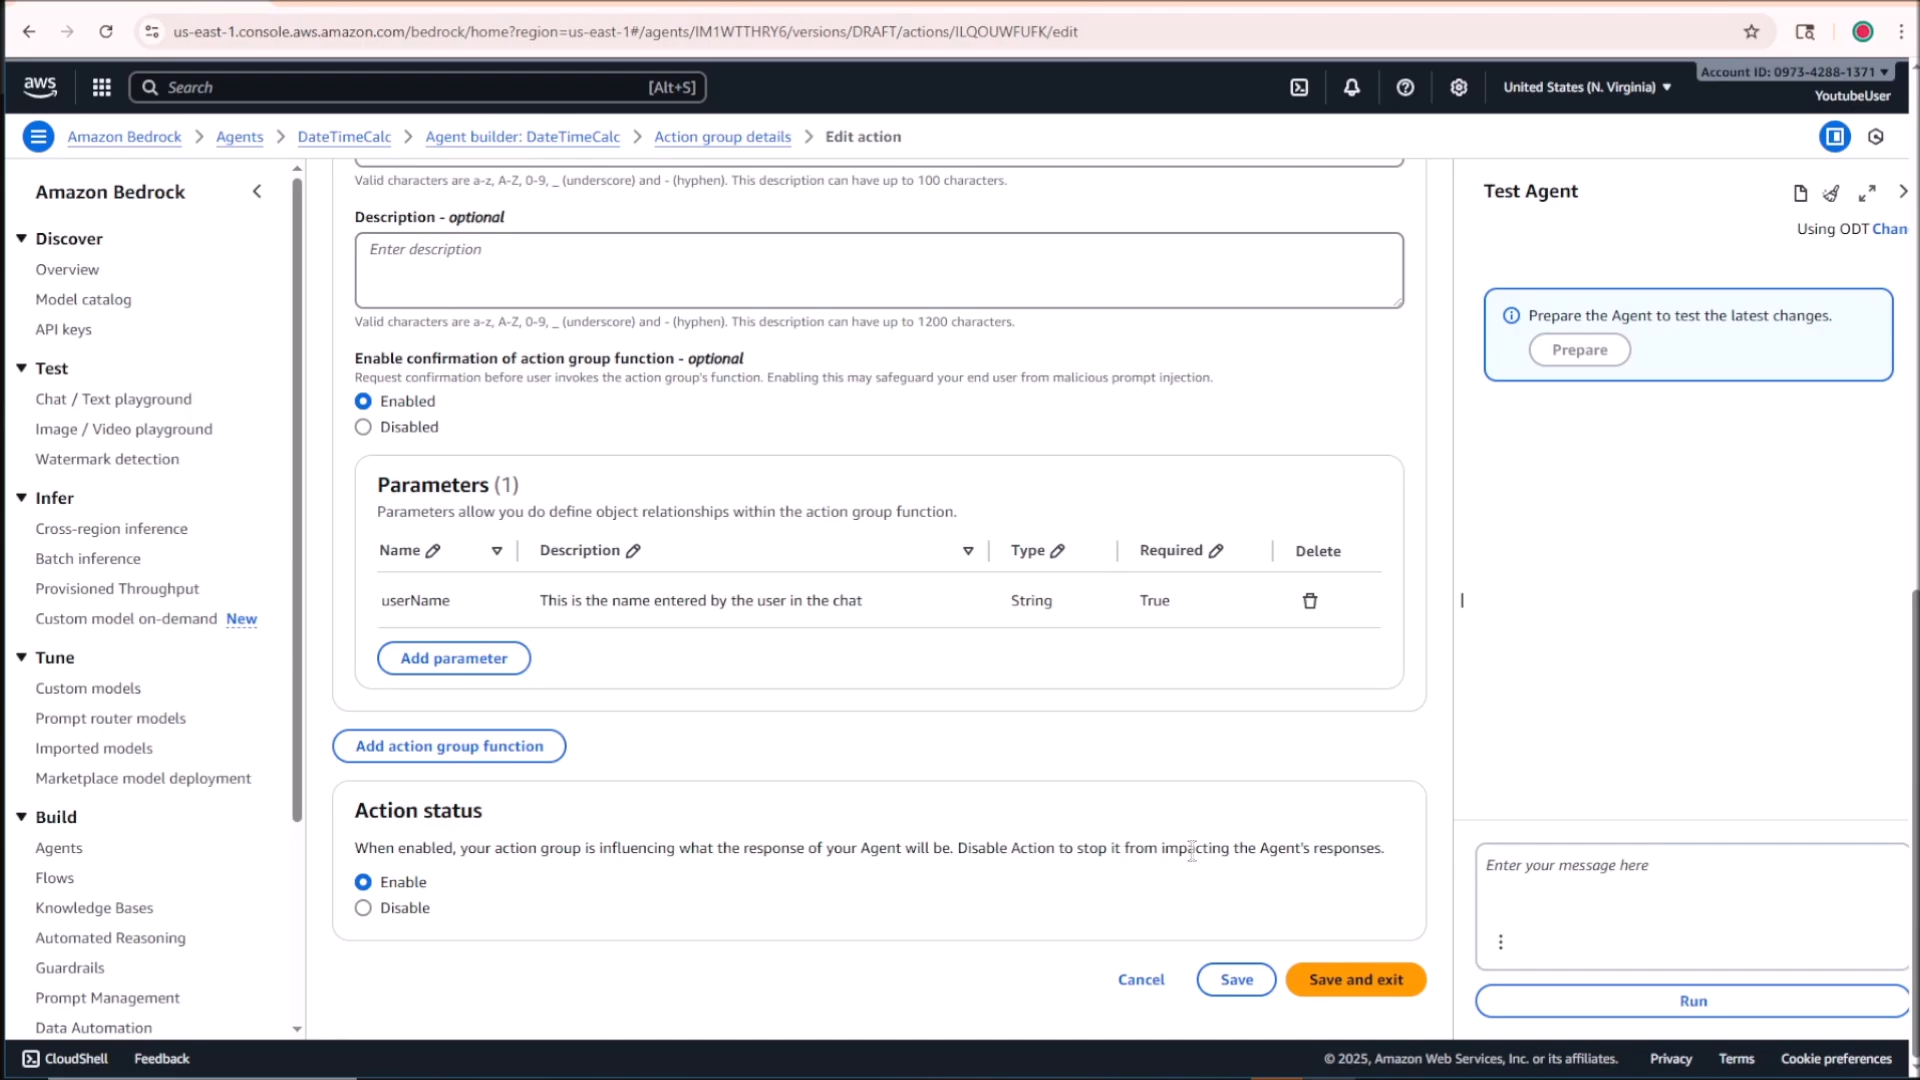 us-east-1.console.aws.amazon.com/bedrock/home?region=us-east-1#/agents/IM1WTTHRY6/versions/DRAFT/actions/ILQOUWFUFK/edit
aws
Search
[Alt+S]
United States (N. Virginia)
Account ID: 0973-4288-1371
YoutubeUser
Amazon Bedrock
Agents
DateTimeCalc
Agent builder: DateTimeCalc
Action group details
Edit action
Amazon Bedrock
Discover
Overview
Model catalog
API keys
Test
Chat / Text playground
Image / Video playground
Watermark detection
Infer
Cross-region inference
Batch inference
Provisioned Throughput
Custom model on-demand New
Tune
Custom models
Prompt router models
Imported models
Marketplace model deployment
Build
Agents
Flows
Knowledge Bases
Automated Reasoning
Guardrails
Prompt Management
Data Automation
Valid characters are a-z, A-Z, 0-9, _ (underscore) and - (hyphen). This description can have up to 100 characters.
Description - optional
Enter description
Valid characters are a-z, A-Z, 0-9, _ (underscore) and - (hyphen). This description can have up to 1200 characters.
Enable confirmation of action group function - optional
Request confirmation before user invokes the action group's function. Enabling this may safeguard your end user from malicious prompt injection.
Enabled
Disabled
Parameters (1)
Parameters allow you do define object relationships within the action group function.
Name
Description
Type
Required
Delete
userName
This is the name entered by the user in the chat
String
True
Add parameter
Add action group function
Action status
When enabled, your action group is influencing what the response of your Agent will be. Disable Action to stop it from impacting the Agent's responses.
Enable
Disable
Cancel
Save
Save and exit
Test Agent
Using ODT Chan
Prepare the Agent to test the latest changes.
Prepare
Enter your message here
Run
CloudShell
Feedback
© 2025, Amazon Web Services, Inc. or its affiliates.
Privacy
Terms
Cookie preferences